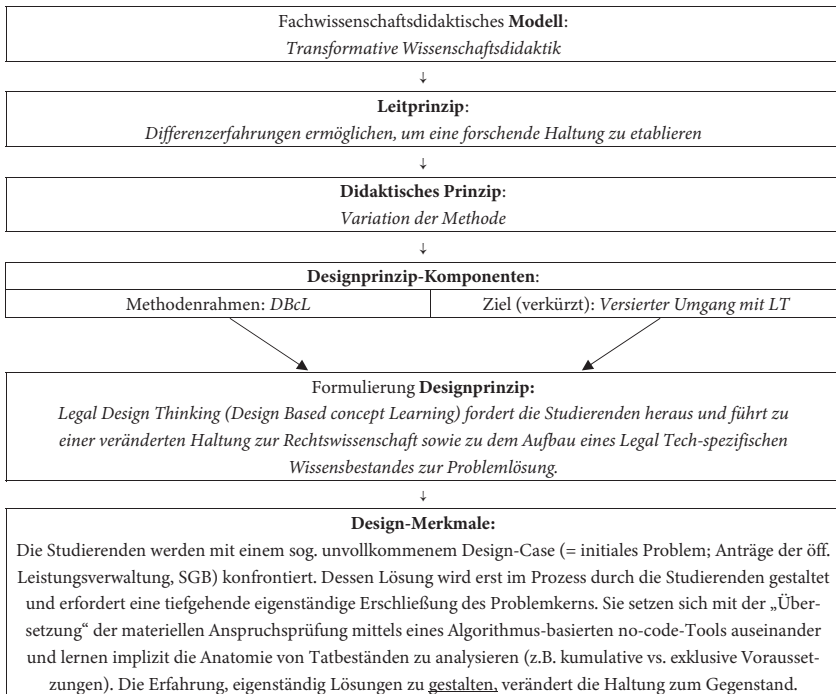 Fachwissenschaftsdidaktisches Modell:
Transformative Wissenschaftsdidaktik
↓
Leitprinzip:
Differenzerfahrungen ermöglichen, um eine forschende Haltung zu etablieren
↓
Didaktisches Prinzip:
Variation der Methode
↓
Designprinzip-Komponenten:
Methodenrahmen: DBcL
Ziel (verkürzt): Versierter Umgang mit LT
Formulierung Designprinzip:
Legal Design Thinking (Design Based concept Learning) fordert die Studierenden heraus und führt zu
einer veränderten Haltung zur Rechtswissenschaft sowie zu dem Aufbau eines Legal Tech-spezifischen
Wissensbestandes zur Problemlösung.
↓
Design-Merkmale:
Die Studierenden werden mit einem sog. unvollkommenem Design-Case (= initiales Problem; Anträge der öff.
Leistungsverwaltung, SGB) konfrontiert. Dessen Lösung wird erst im Prozess durch die Studierenden gestaltet
und erfordert eine tiefgehende eigenständige Erschließung des Problemkerns. Sie setzen sich mit der „Über-
setzung“ der materiellen Anspruchsprüfung mittels eines Algorithmus-basierten no-code-Tools auseinander
und lernen implizit die Anatomie von Tatbeständen zu analysieren (z.B. kumulative vs. exklusive Vorausset-
zungen). Die Erfahrung, eigenständig Lösungen zu gestalten, verändert die Haltung zum Gegenstand.